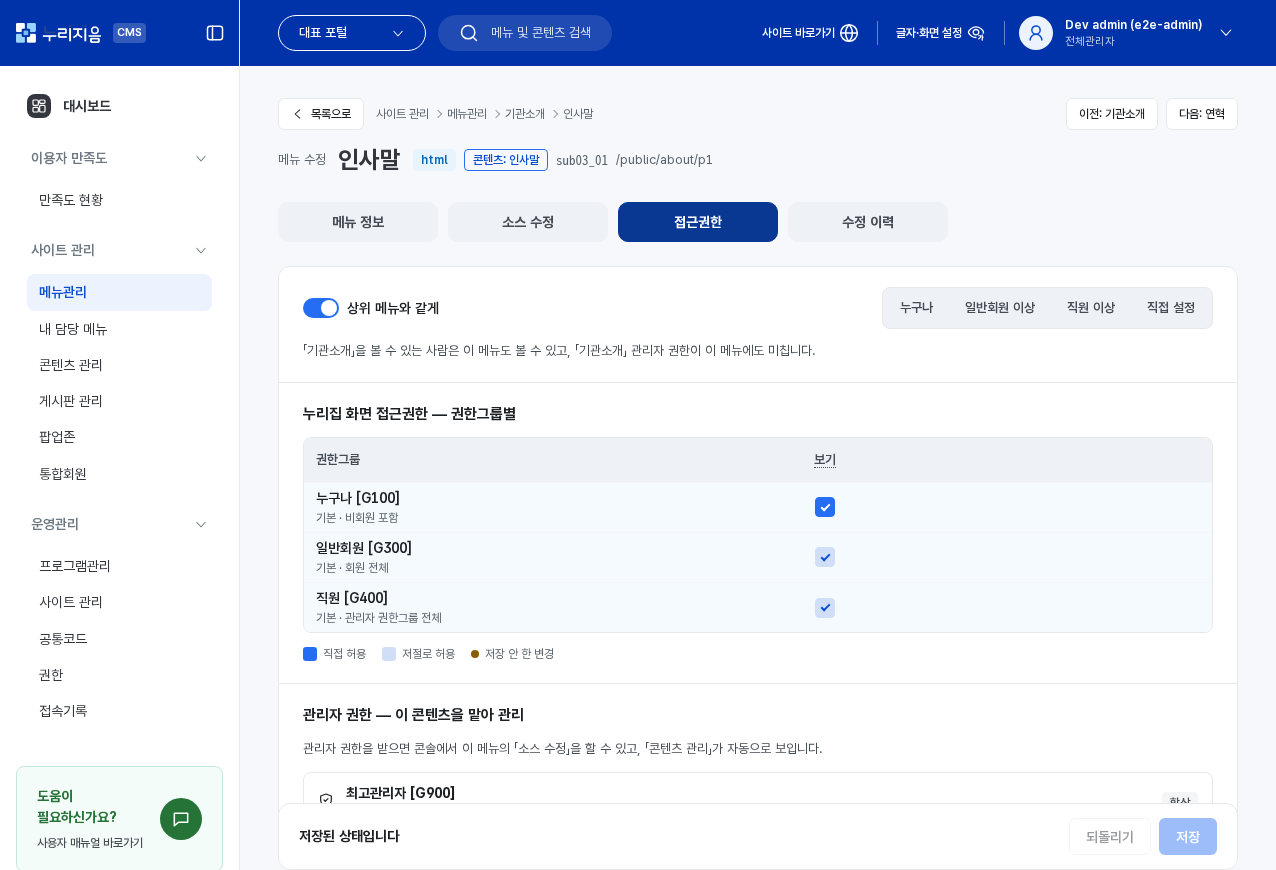 누리지음 CMS
대표 포털
메뉴 및 콘텐츠 검색
사이트 바로가기
글자·화면 설정
Dev admin (e2e-admin)
전체관리자
대시보드
이용자 만족도
만족도 현황
사이트 관리
메뉴관리
내 담당 메뉴
콘텐츠 관리
게시판 관리
팝업존
통합회원
운영관리
프로그램관리
사이트 관리
공통코드
권한
접속기록
도움이
필요하신가요?
사용자 매뉴얼 바로가기
목록으로
사이트 관리 > 메뉴관리 > 기관소개 > 인사말
이전: 기관소개
다음: 연혁
메뉴 수정 인사말 html 콘텐츠: 인사말 sub03_01 /public/about/p1
메뉴 정보
소스 수정
접근권한
수정 이력
상위 메뉴와 같게
누구나 일반회원 이상 직원 이상 직접 설정
「기관소개」을 볼 수 있는 사람은 이 메뉴도 볼 수 있고, 「기관소개」 관리자 권한이 이 메뉴에도 미칩니다.
누리집 화면 접근권한 — 권한그룹별
권한그룹 보기
누구나 [G100]
기본 · 비회원 포함
일반회원 [G300]
기본 · 회원 전체
직원 [G400]
기본 · 관리자 권한그룹 전체
직접 허용 저절로 허용 저장 안 한 변경
관리자 권한 — 이 콘텐츠을 맡아 관리
관리자 권한을 받으면 콘솔에서 이 메뉴의 「소스 수정」을 할 수 있고, 「콘텐츠 관리」가 자동으로 보입니다.
최고관리자 [G900]
항상
저장된 상태입니다
되돌리기
저장